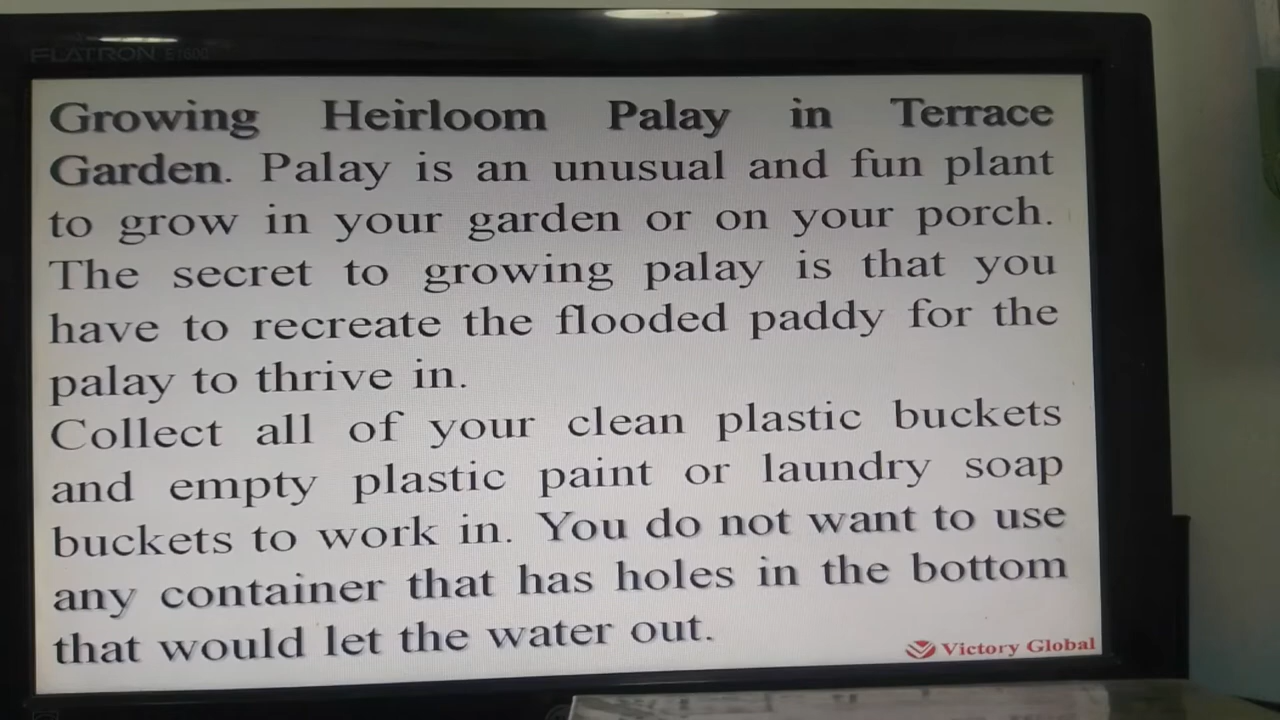 FLATRON E1600
Growing Heirloom Palay in Terrace
Garden. Palay is an unusual and fun plant
to grow in your garden or on your porch.
The secret to growing palay is that you
have to recreate the flooded paddy for the
palay to thrive in.
Collect all of your clean plastic buckets
and empty plastic paint or laundry soap
buckets to work in. You do not want to use
any container that has holes in the bottom
that would let the water out.
Victory Global